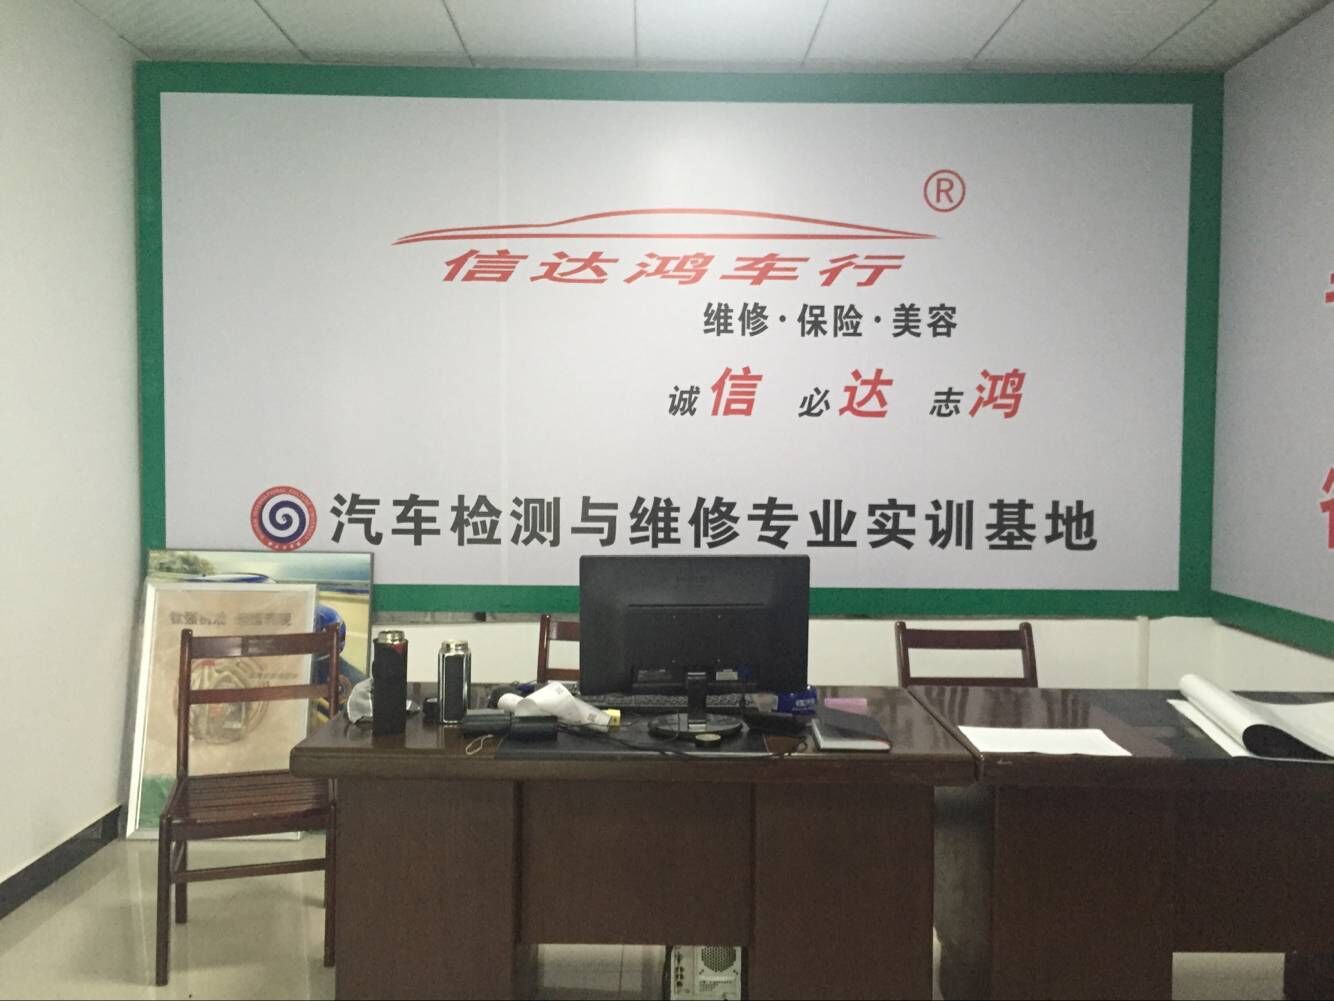 ®
信达鸿车行
维修·保险·美容
诚信 必达 志鸿
汽车检测与维修专业实训基地